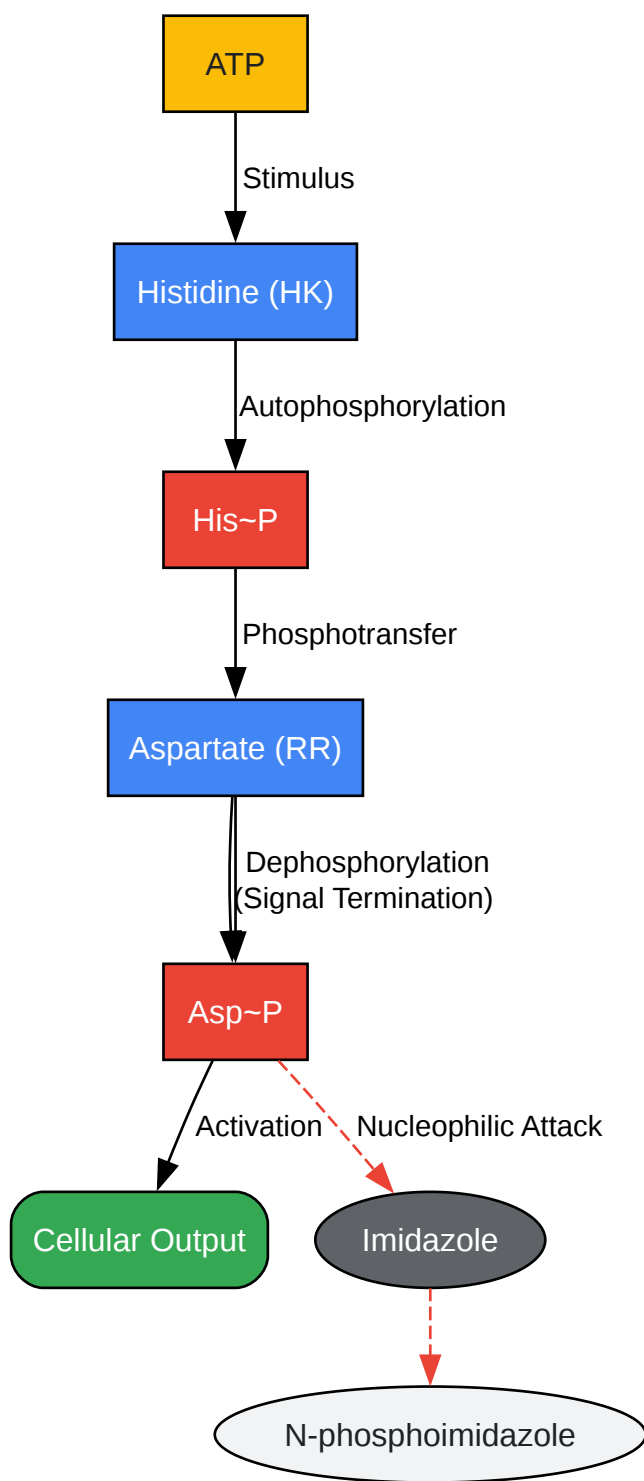 ATP
Stimulus
Histidine (HK)
Autophosphorylation
His~P
Phosphotransfer
Aspartate (RR)
Dephosphorylation
(Signal Termination)
Asp~P
Activation
Nucleophilic Attack
Cellular Output
Imidazole
N-phosphoimidazole